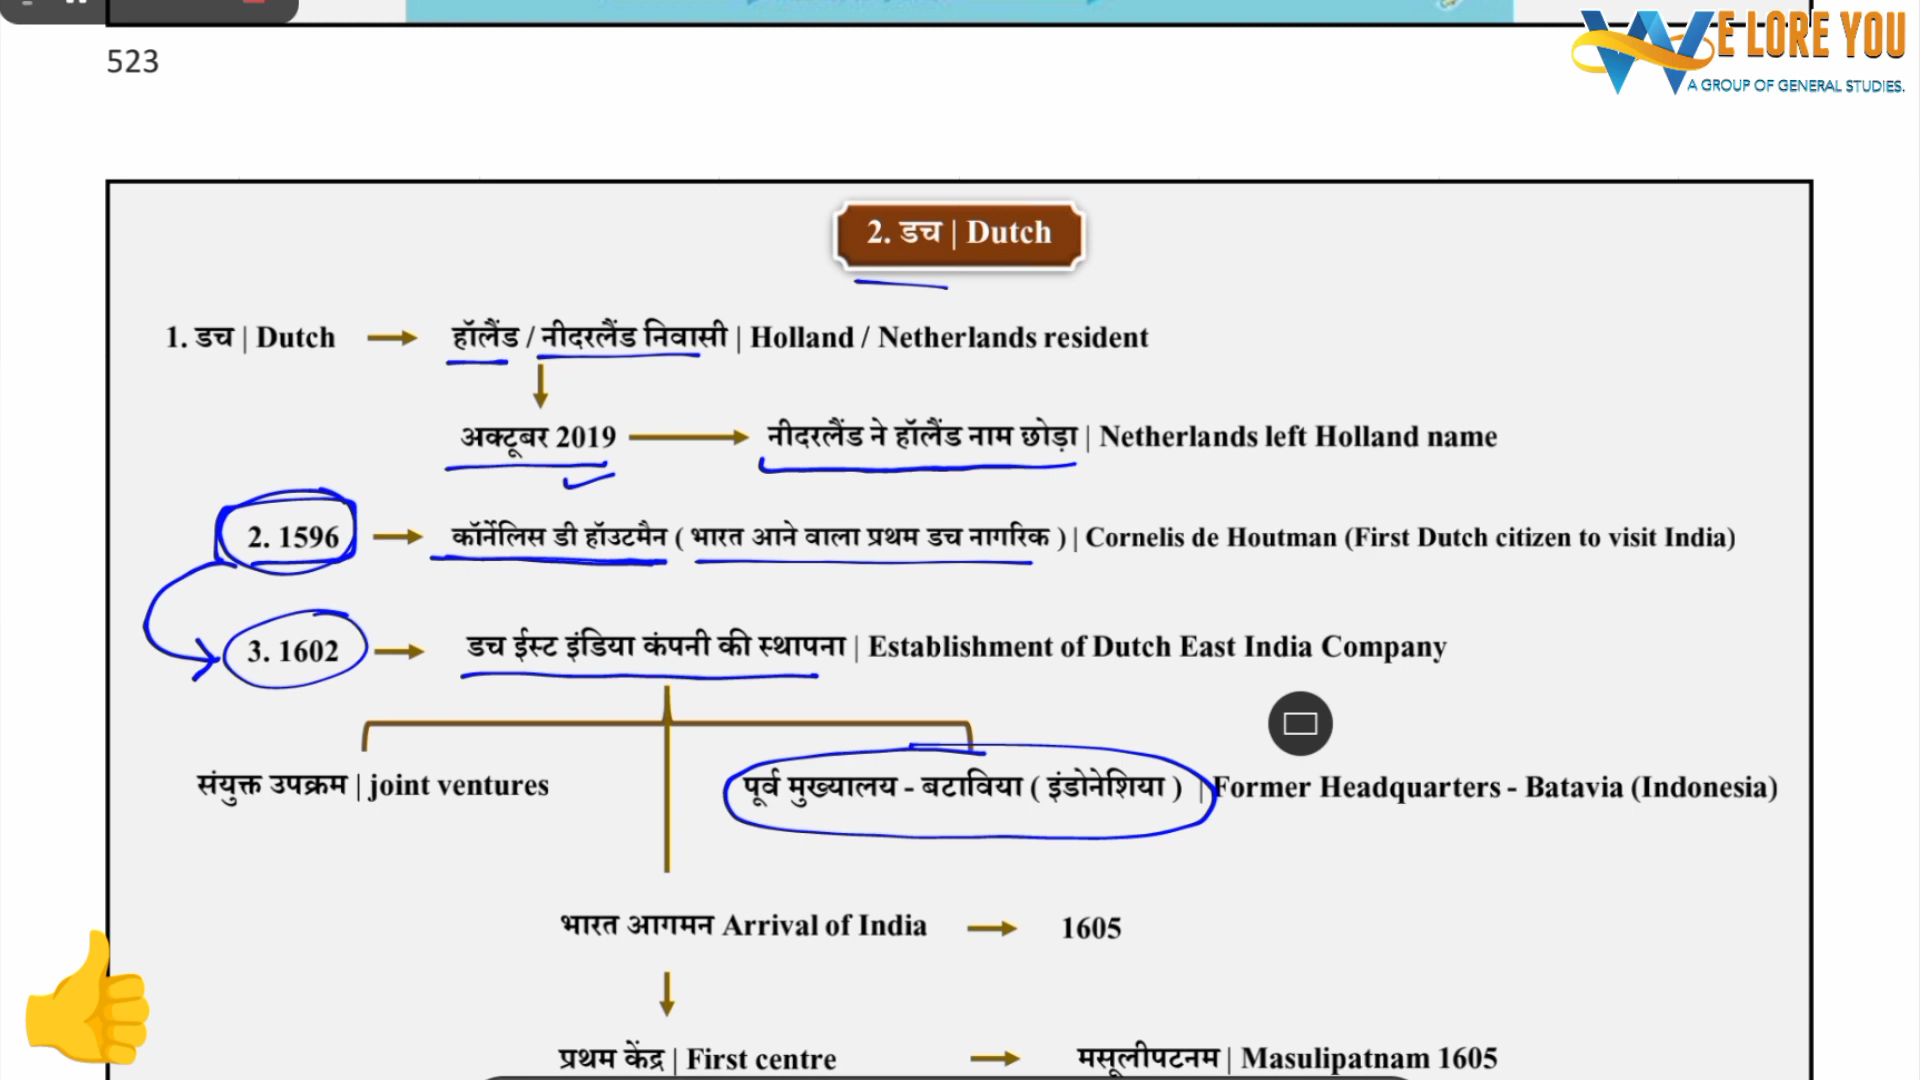 WE LORE YOU
A GROUP OF GENERAL STUDIES.
523
2. डच | Dutch
1. डच | Dutch → हॉलैंड / नीदरलैंड निवासी | Holland / Netherlands resident
अक्टूबर 2019 → नीदरलैंड ने हॉलैंड नाम छोड़ा | Netherlands left Holland name
2. 1596 → कॉर्नेलिस डी हॉउटमैन ( भारत आने वाला प्रथम डच नागरिक ) | Cornelis de Houtman (First Dutch citizen to visit India)
3. 1602 → डच ईस्ट इंडिया कंपनी की स्थापना | Establishment of Dutch East India Company
संयुक्त उपक्रम | joint ventures
पूर्व मुख्यालय - बटाविया ( इंडोनेशिया ) | Former Headquarters - Batavia (Indonesia)
भारत आगमन Arrival of India → 1605
प्रथम केंद्र | First centre → मसूलीपटनम | Masulipatnam 1605